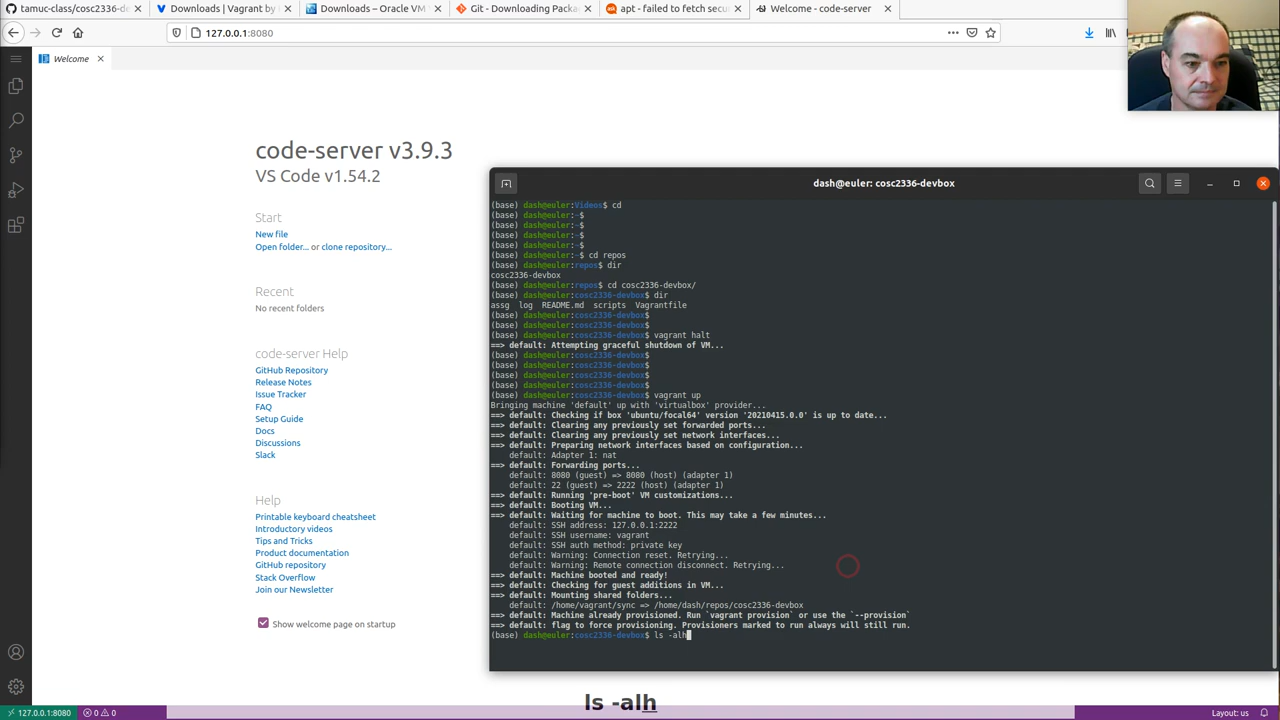 tamuc-class/cosc2336-de
Downloads | Vagrant by
Downloads – Oracle VM
Git - Downloading Packag
apt - failed to fetch secu
Welcome - code-server
127.0.0.1:8080
Welcome
code-server v3.9.3
VS Code v1.54.2
Start
New file
Open folder... or clone repository...
Recent
No recent folders
code-server Help
GitHub Repository
Release Notes
Issue Tracker
FAQ
Setup Guide
Docs
Discussions
Slack
Help
Printable keyboard cheatsheet
Introductory videos
Tips and Tricks
Product documentation
GitHub repository
Stack Overflow
Join our Newsletter
Show welcome page on startup
dash@euler: cosc2336-devbox
(base) dash@euler:Videos$ cd
(base) dash@euler:~$
(base) dash@euler:~$
(base) dash@euler:~$
(base) dash@euler:~$
(base) dash@euler:~$ cd repos
(base) dash@euler:repos$ dir
cosc2336-devbox
(base) dash@euler:repos$ cd cosc2336-devbox/
(base) dash@euler:cosc2336-devbox$ dir
assg  log  README.md  scripts  Vagrantfile
(base) dash@euler:cosc2336-devbox$
(base) dash@euler:cosc2336-devbox$
(base) dash@euler:cosc2336-devbox$ vagrant halt
==> default: Attempting graceful shutdown of VM...
(base) dash@euler:cosc2336-devbox$
(base) dash@euler:cosc2336-devbox$
(base) dash@euler:cosc2336-devbox$
(base) dash@euler:cosc2336-devbox$
(base) dash@euler:cosc2336-devbox$ vagrant up
Bringing machine 'default' up with 'virtualbox' provider...
==> default: Checking if box 'ubuntu/focal64' version '20210415.0.0' is up to date...
==> default: Clearing any previously set forwarded ports...
==> default: Clearing any previously set network interfaces...
==> default: Preparing network interfaces based on configuration...
default: Adapter 1: nat
==> default: Forwarding ports...
default: 8080 (guest) => 8080 (host) (adapter 1)
default: 22 (guest) => 2222 (host) (adapter 1)
==> default: Running 'pre-boot' VM customizations...
==> default: Booting VM...
==> default: Waiting for machine to boot. This may take a few minutes...
default: SSH address: 127.0.0.1:2222
default: SSH username: vagrant
default: SSH auth method: private key
default: Warning: Connection reset. Retrying...
default: Warning: Remote connection disconnect. Retrying...
==> default: Machine booted and ready!
==> default: Checking for guest additions in VM...
==> default: Mounting shared folders...
default: /home/vagrant/sync => /home/dash/repos/cosc2336-devbox
==> default: Machine already provisioned. Run `vagrant provision` or use the `--provision`
==> default: flag to force provisioning. Provisioners marked to run always will still run.
(base) dash@euler:cosc2336-devbox$ ls -alh
ls -alh
127.0.0.1:8080
0 0
Layout: us